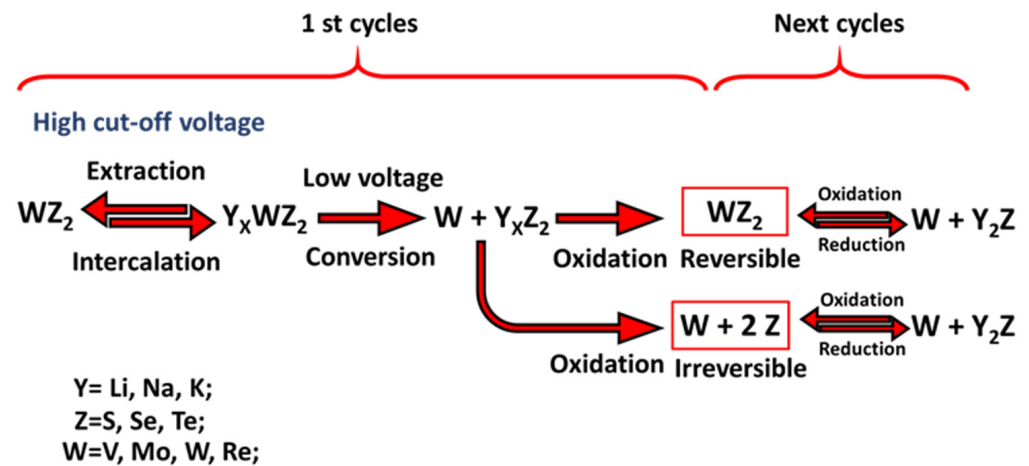 1 st cycles
Next cycles
High cut-off voltage
Extraction
Low voltage
Oxidation
WZ₂
YₓWZ₂
W + YₓZ₂
WZ₂
W + Y₂Z
Reduction
Intercalation
Conversion
Oxidation
Reversible
Oxidation
W + 2 Z
W + Y₂Z
Reduction
Oxidation
Irreversible
Y= Li, Na, K;
Z=S, Se, Te;
W=V, Mo, W, Re;